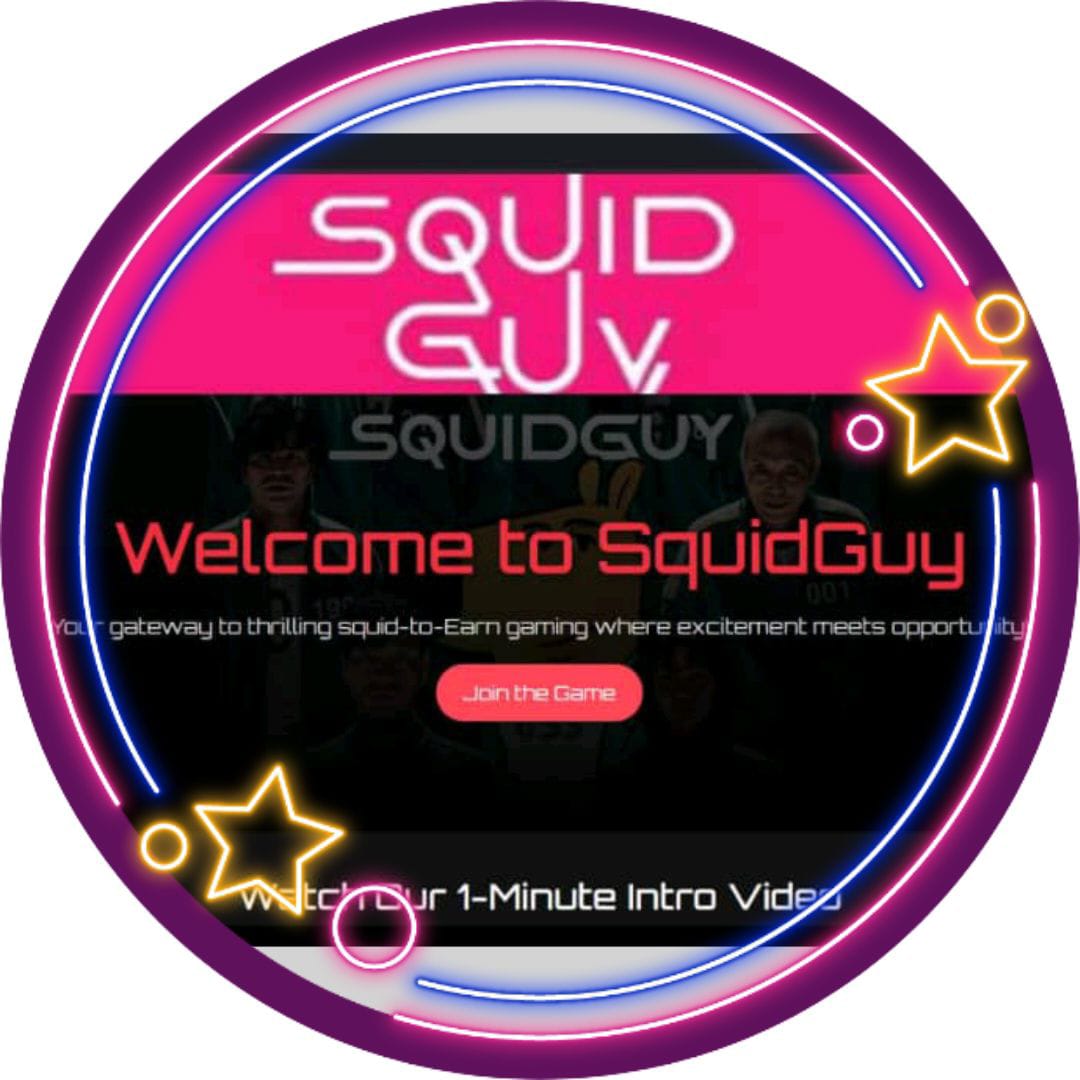 SQUID
GUY
SQUIDGUY
Welcome to SquidGuy
Your gateway to thrilling squid-to-Earn gaming where excitement meets opportunity
001
Join the Game
Watch Our 1-Minute Intro Video